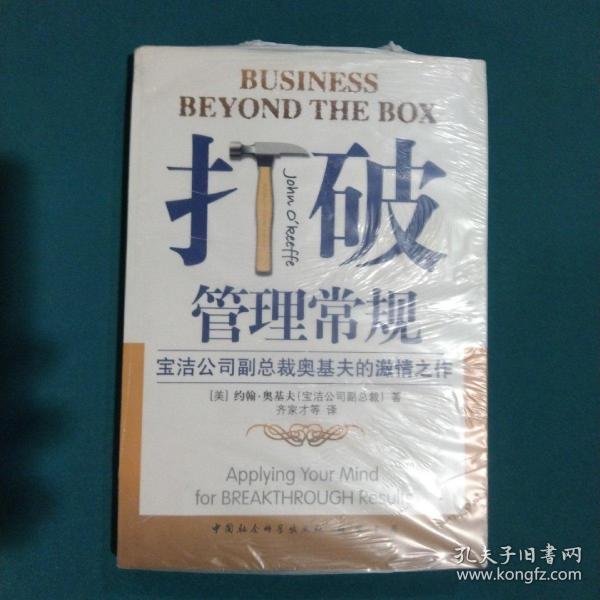 BUSINESS
BEYOND THE BOX
打破
John O'keeffe
管理常规
宝洁公司副总裁奥基夫的激情之作
[美] 约翰·奥基夫(宝洁公司副总裁) 著
齐家才等 译
Applying Your Mind
for BREAKTHROUGH Results
中国社会科学出版社
孔夫子旧书网
www.kongfz.com